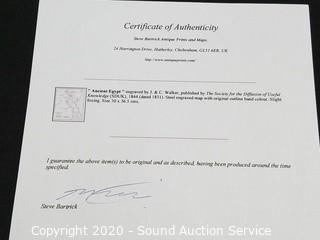 Certificate of Authenticity
Steve Bartrick Antique Prints and Maps,
24 Harrington Drive, Hatherley, Cheltenham, GL51 6ER, UK
http://www.antiqueprints.com/
" Ancient Egypt " engraved by J. & C. Walker, published by The Society for the Diffusion of Useful
Knowledge (SDUK), 1844 (dated 1831). Steel engraved map with original outline hand colour. Slight
foxing. Size 30 x 36.5 cms.
I guarantee the above item(s) to be original and as described, having been produced around the time
specified.
Steve Bartrick
Copyright 2020 - Sound Auction Service